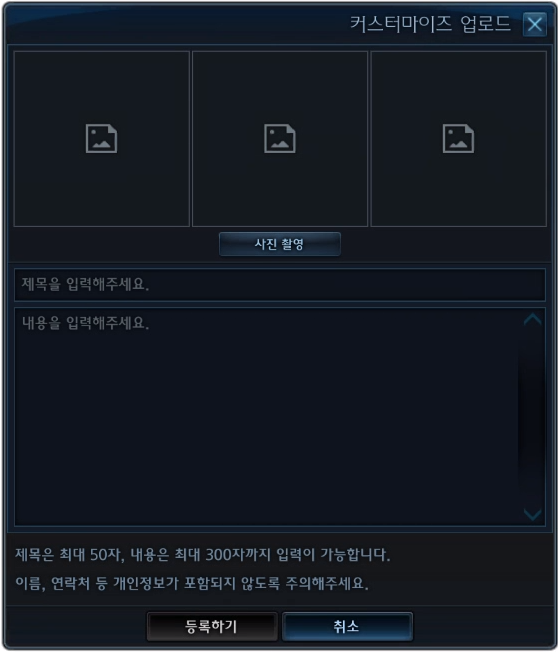 커스터마이즈 업로드
사진 촬영
제목을 입력해주세요.
내용을 입력해주세요.
제목은 최대 50자, 내용은 최대 300자까지 입력이 가능합니다.
이름, 연락처 등 개인정보가 포함되지 않도록 주의해주세요.
등록하기
취소